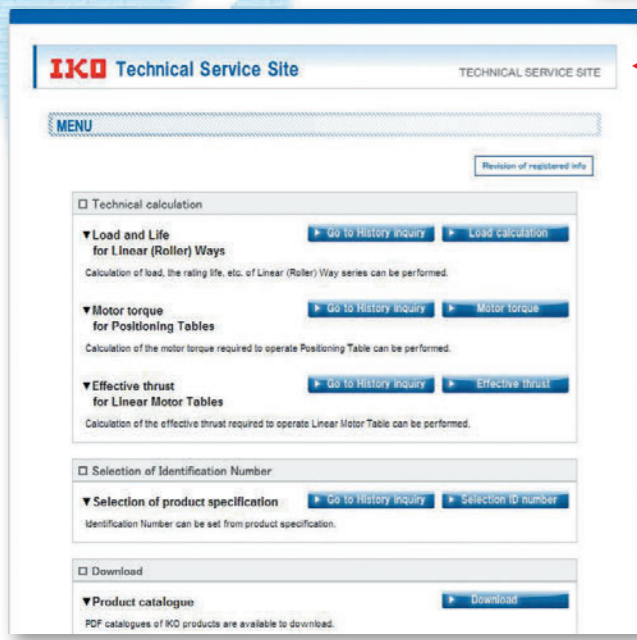 IKO Technical Service Site
TECHNICAL SERVICE SITE
MENU
Revision of registered info
Technical calculation
▼Load and Life
for Linear (Roller) Ways
Go to History inquiry
Load calculation
Calculation of load, the rating life, etc. of Linear (Roller) Way series can be performed.
▼Motor torque
for Positioning Tables
Go to History inquiry
Motor torque
Calculation of the motor torque required to operate Positioning Table can be performed.
▼Effective thrust
for Linear Motor Tables
Go to History inquiry
Effective thrust
Calculation of the effective thrust required to operate Linear Motor Table can be performed.
Selection of Identification Number
▼Selection of product specification
Go to History inquiry
Selection ID number
Identification Number can be set from product specification.
Download
▼Product catalogue
Download
PDF catalogues of IKO products are available to download.